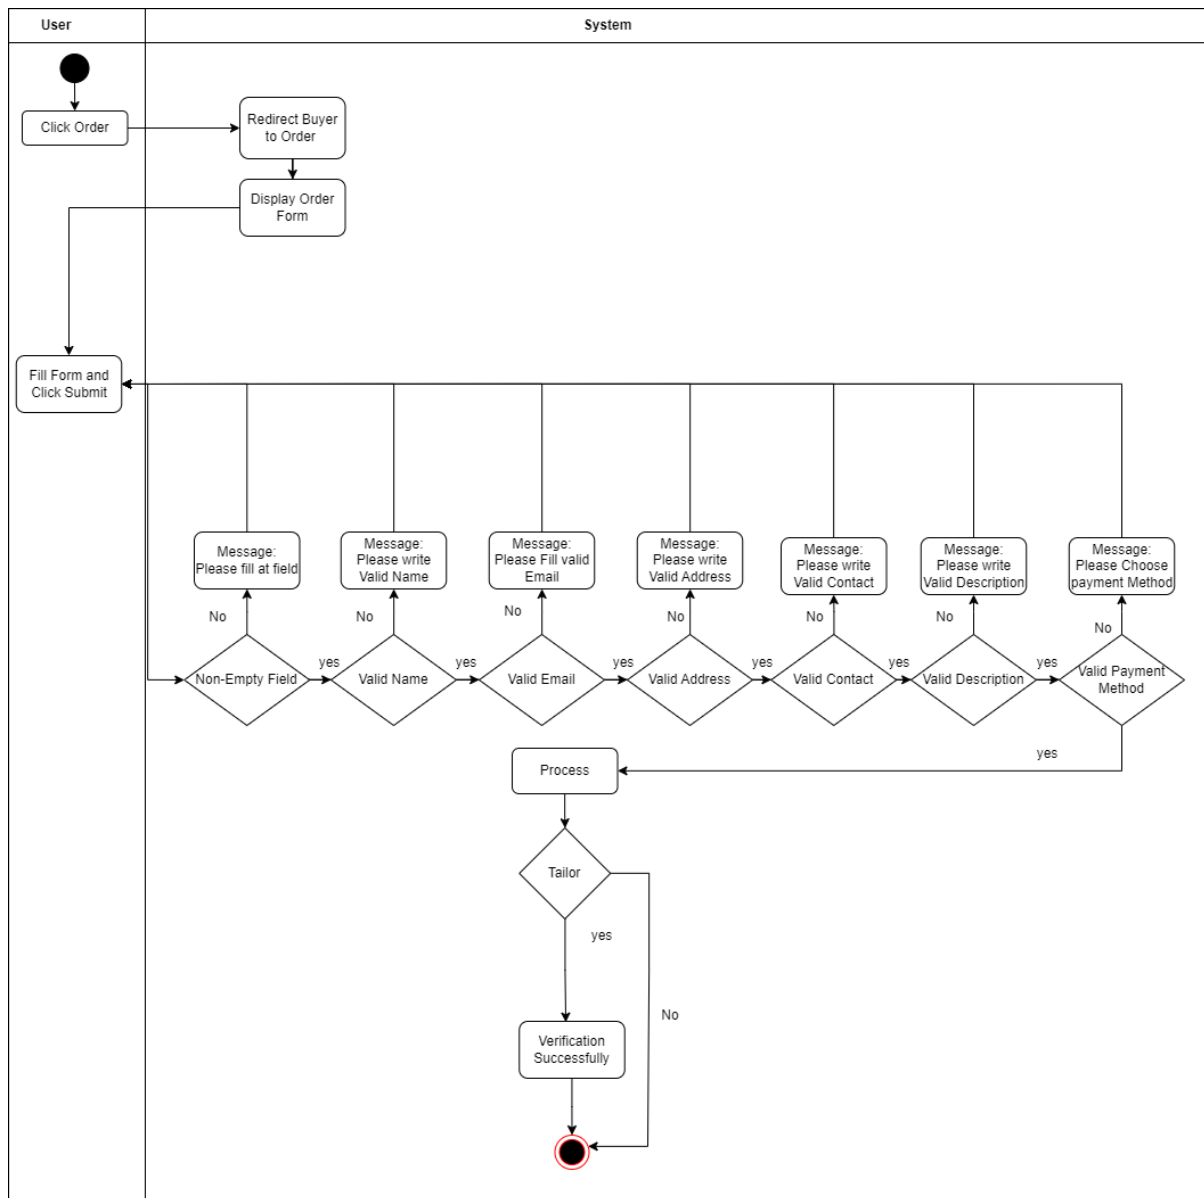 User
System
Click Order
Redirect Buyer
to Order
Display Order
Form
Fill Form and
Click Submit
Message:
Please fill at field
Message:
Please write
Valid Name
Message:
Please Fill valid
Email
Message:
Please write
Valid Address
Message:
Please write
Valid Contact
Message:
Please write
Valid Description
Message:
Please Choose
payment Method
No
No
No
No
No
No
No
Non-Empty Field
yes
Valid Name
yes
Valid Email
yes
Valid Address
yes
Valid Contact
yes
Valid Description
yes
Valid Payment
Method
yes
Process
Tailor
yes
No
Verification
Successfully